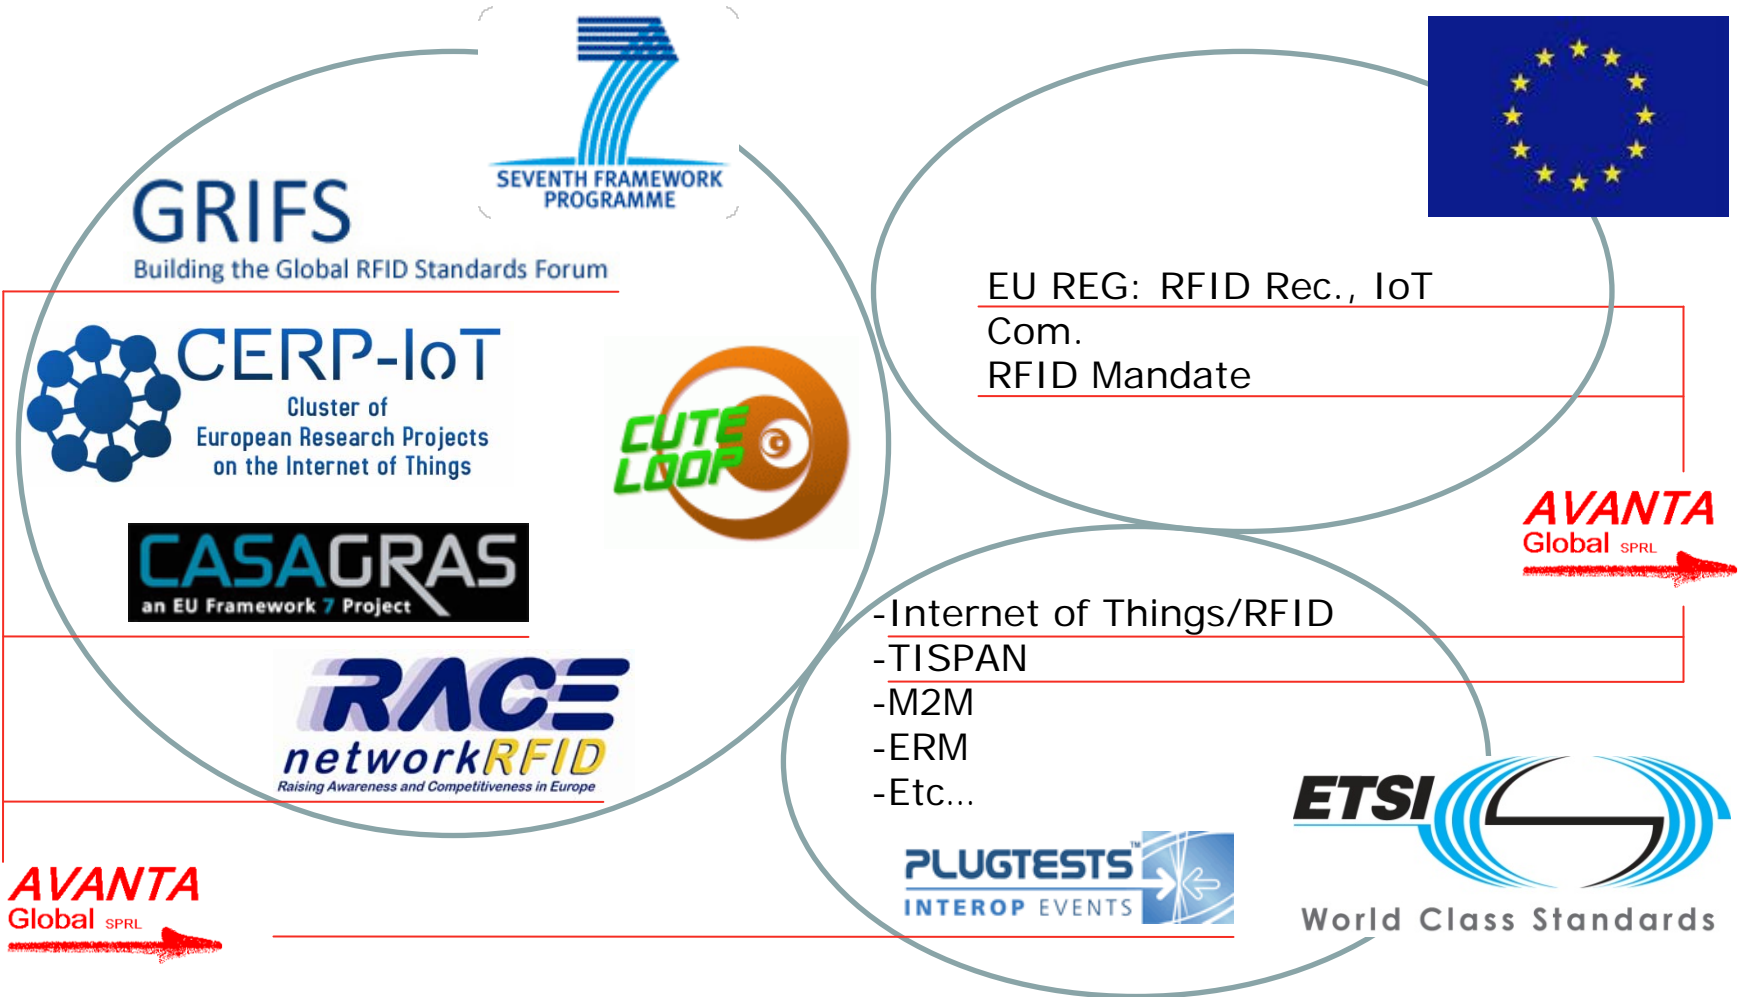 SEVENTH FRAMEWORK
PROGRAMME
GRIFS
Building the Global RFID Standards Forum
CERP-IoT
Cluster of
European Research Projects
on the Internet of Things
CUTE
LOOP
CASAGRAS
an EU Framework 7 Project
RACE
networkRFID
Raising Awareness and Competitiveness in Europe
AVANTA
Global SPRL
EU REG: RFID Rec., IoT
Com.
RFID Mandate
AVANTA
Global SPRL
-Internet of Things/RFID
-TISPAN
-M2M
-ERM
-Etc...
PLUGTESTS™
INTEROP EVENTS
ETSI
World Class Standards